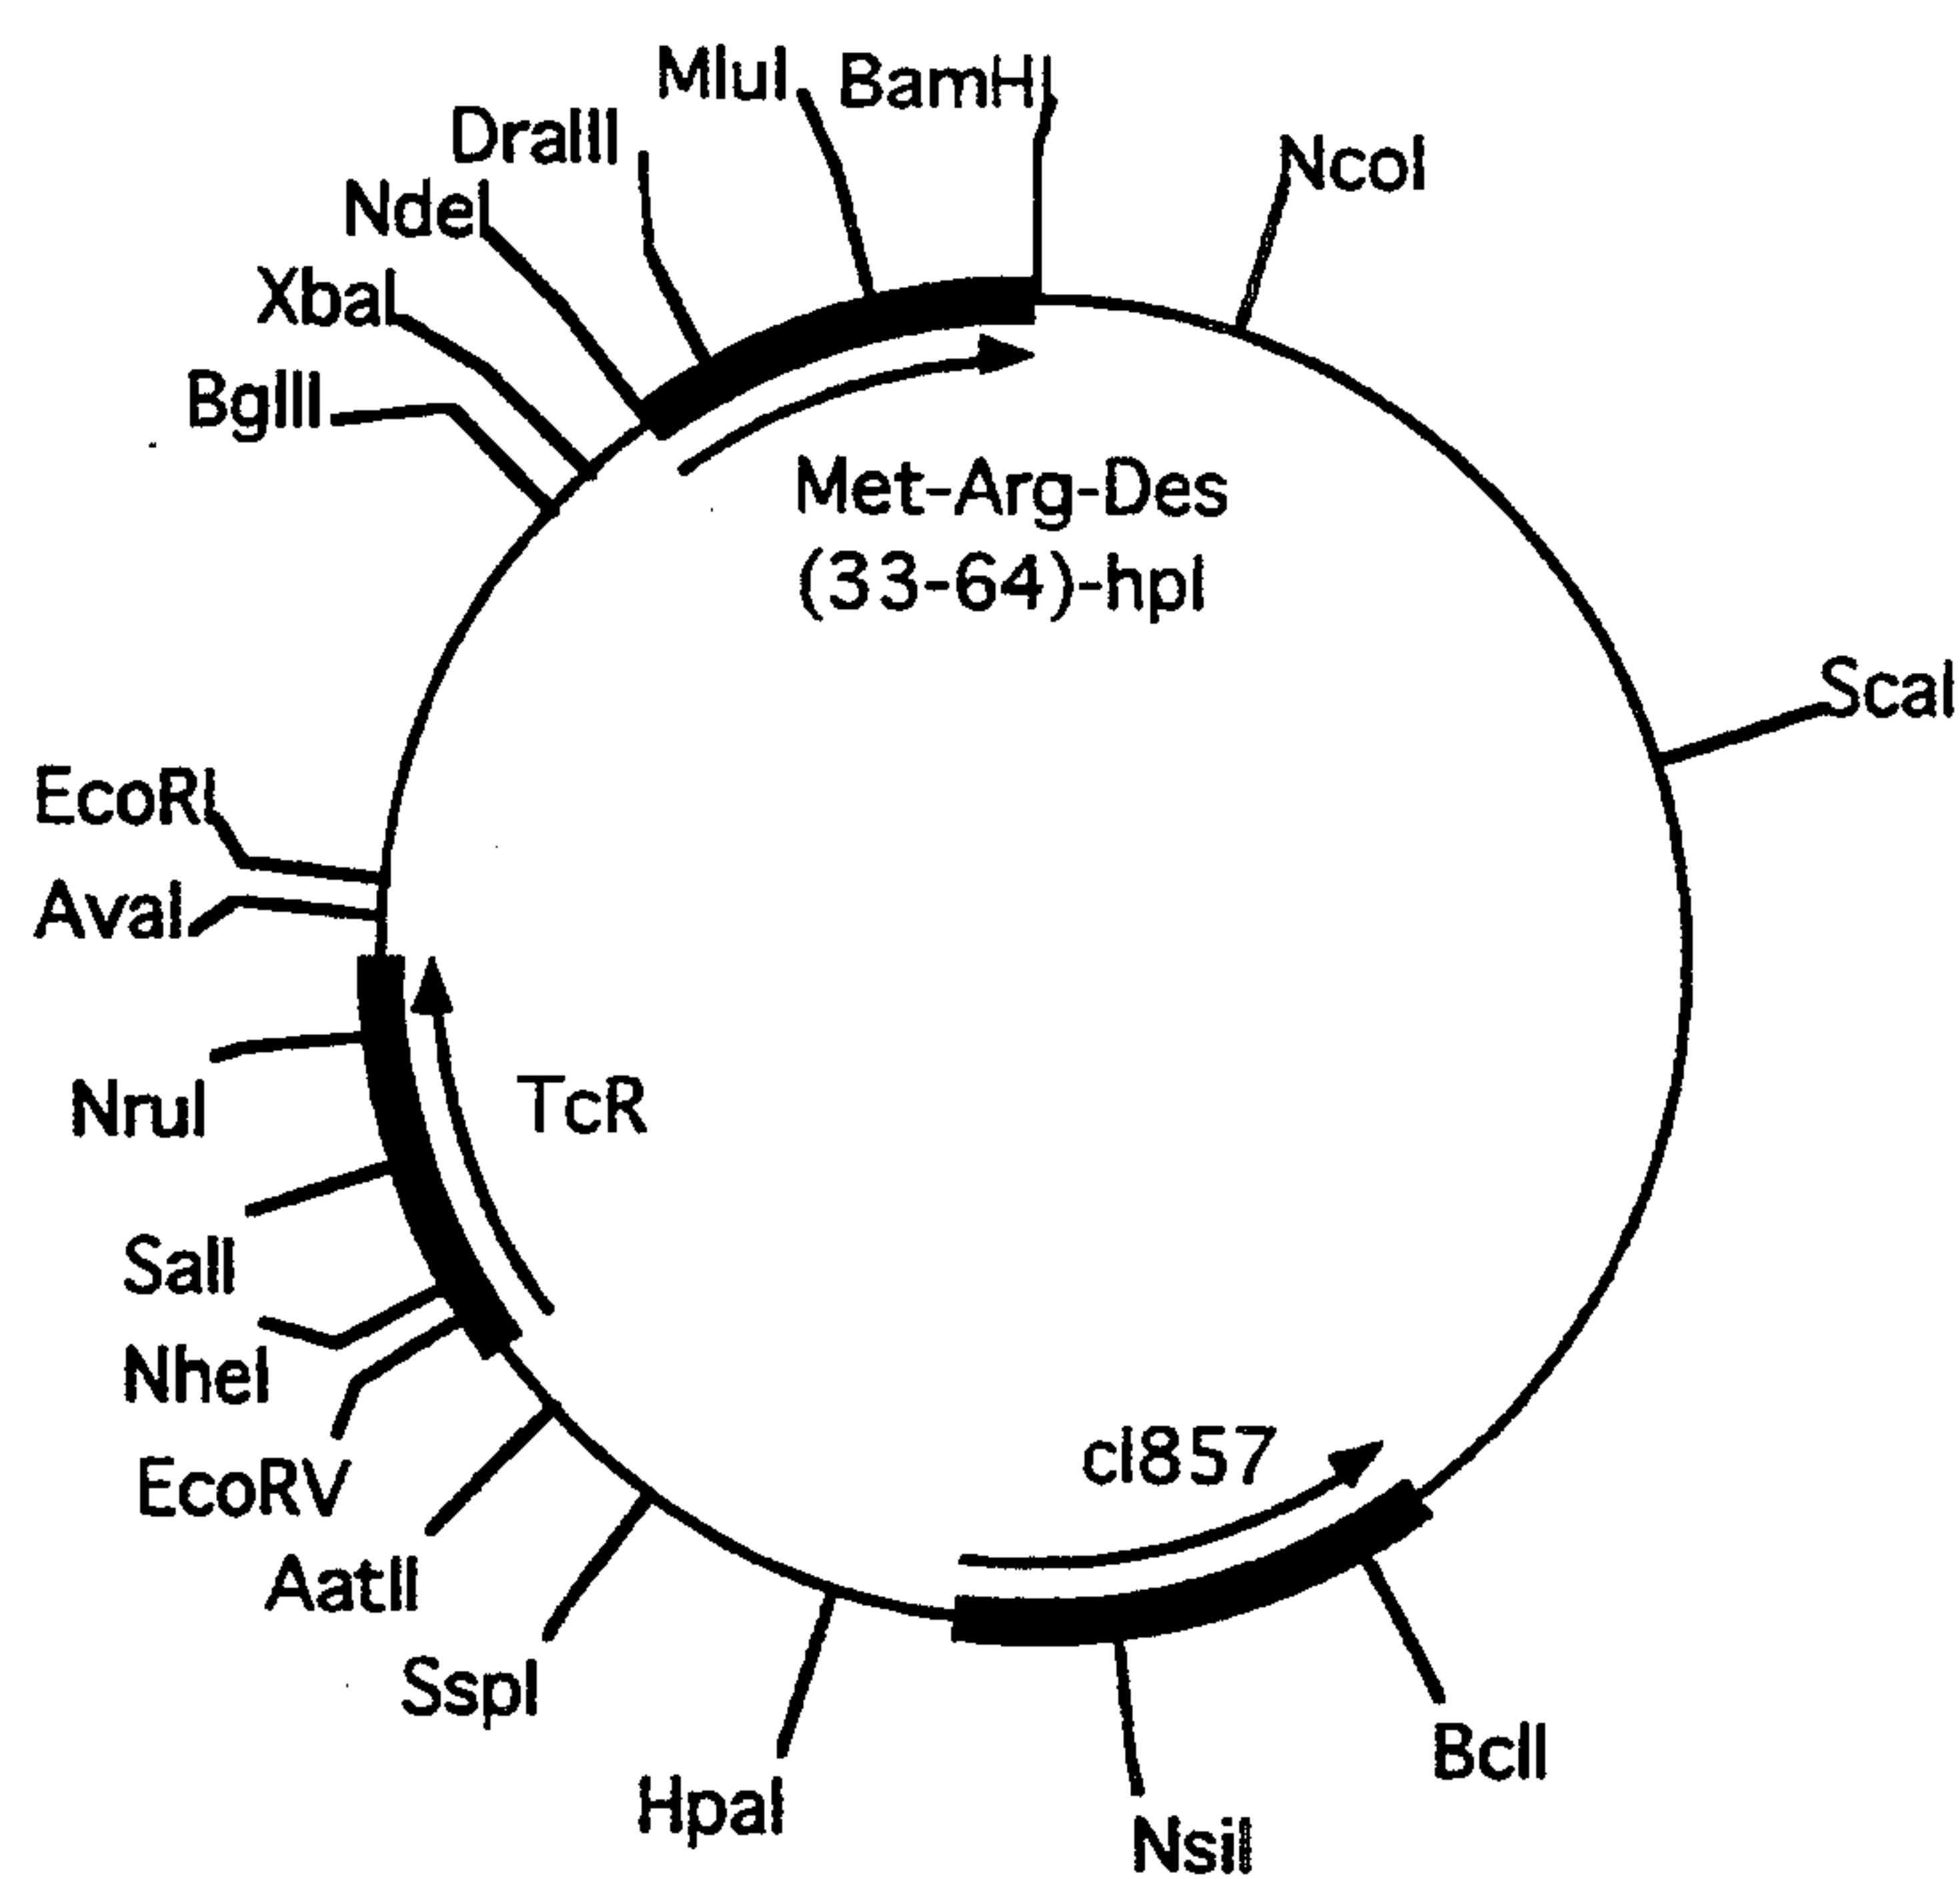 MluI
BamHI
DraIII
NcoI
NdeI
XbaI
BglII
Met-Arg-Des
(33-64)-hpI
ScaI
EcoRI
AvaI
NruI
TcR
SalI
NheI
EcoRV
cI857
AatII
SspI
HpaI
BclI
NsiI